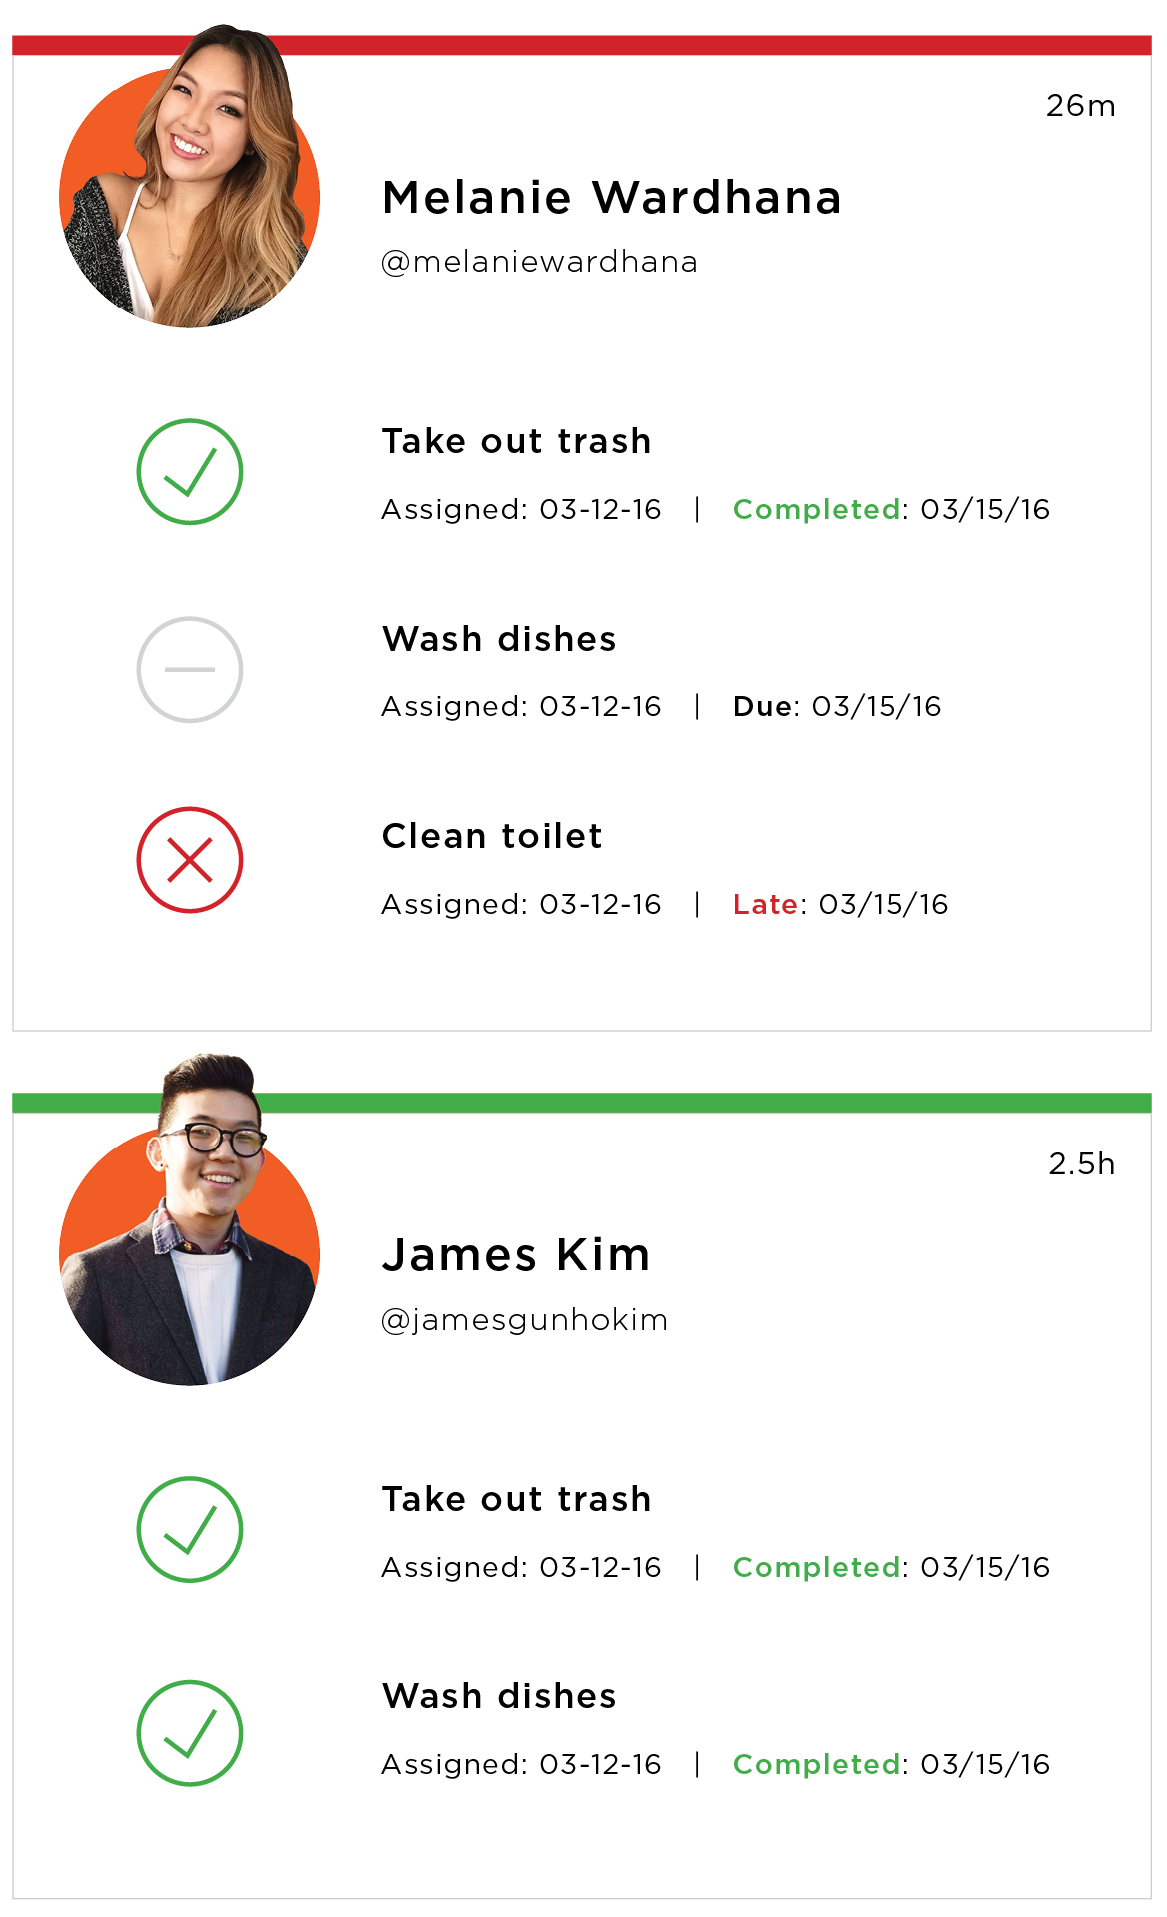 26m
Melanie Wardhana
@melaniewardhana
Take out trash
Assigned: 03-12-16 | Completed: 03/15/16
Wash dishes
Assigned: 03-12-16 | Due: 03/15/16
Clean toilet
Assigned: 03-12-16 | Late: 03/15/16
2.5h
James Kim
@jamesgunhokim
Take out trash
Assigned: 03-12-16 | Completed: 03/15/16
Wash dishes
Assigned: 03-12-16 | Completed: 03/15/16